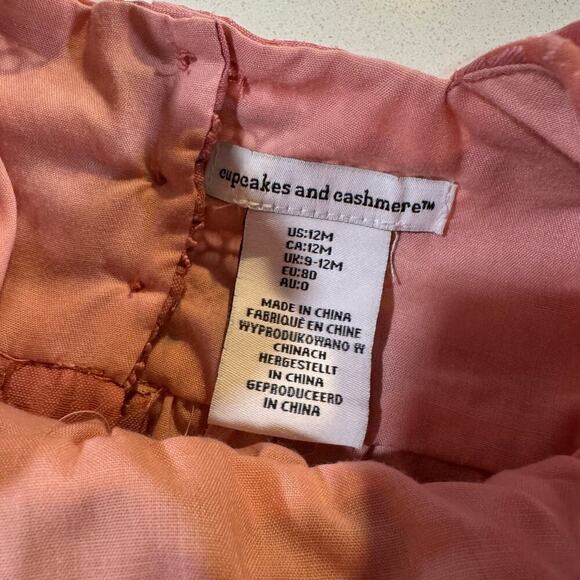 cupcakes and cashmere™
US:12M
CA:12M
UK:9-12M
EU:80
AU:0
MADE IN CHINA
FABRIQUÉ EN CHINE
WYPRODUKOWANO W
CHINACH
HERGESTELLT
IN CHINA
GEPRODUCEERD
IN CHINA